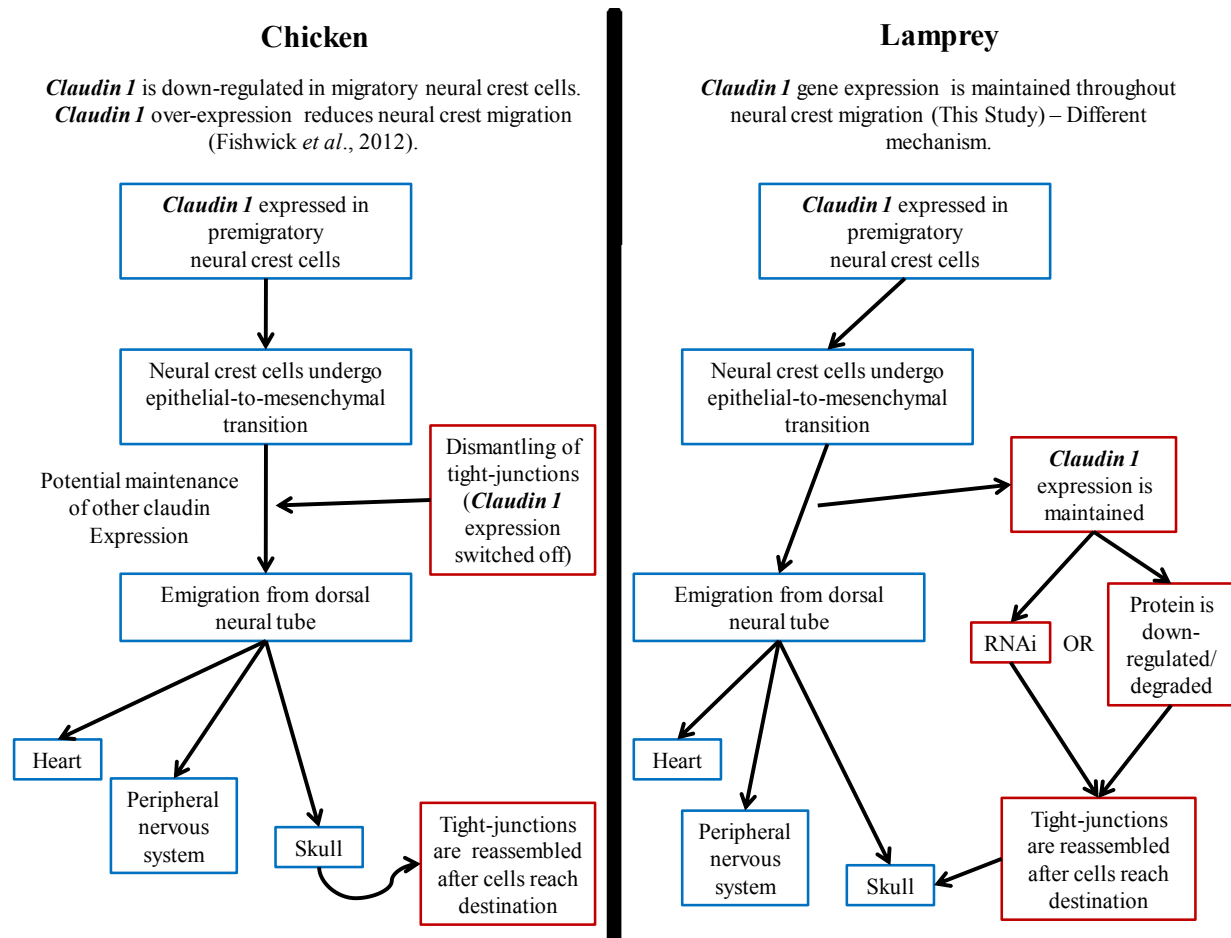 Chicken
Claudin 1 is down-regulated in migratory neural crest cells.
Claudin 1 over-expression reduces neural crest migration
(Fishwick et al., 2012).
Claudin 1 expressed in
premigratory
neural crest cells
Neural crest cells undergo
epithelial-to-mesenchymal
transition
Potential maintenance
of other claudin
Expression
Dismantling of
tight-junctions
(Claudin 1
expression
switched off)
Emigration from dorsal
neural tube
Heart
Peripheral
nervous
system
Skull
Tight-junctions
are reassembled
after cells reach
destination
Lamprey
Claudin 1 gene expression is maintained throughout
neural crest migration (This Study) – Different
mechanism.
Claudin 1 expressed in
premigratory
neural crest cells
Neural crest cells undergo
epithelial-to-mesenchymal
transition
Claudin 1
expression is
maintained
Emigration from dorsal
neural tube
RNAi
OR
Protein is
down-
regulated/
degraded
Heart
Peripheral
nervous
system
Skull
Tight-junctions
are reassembled
after cells reach
destination